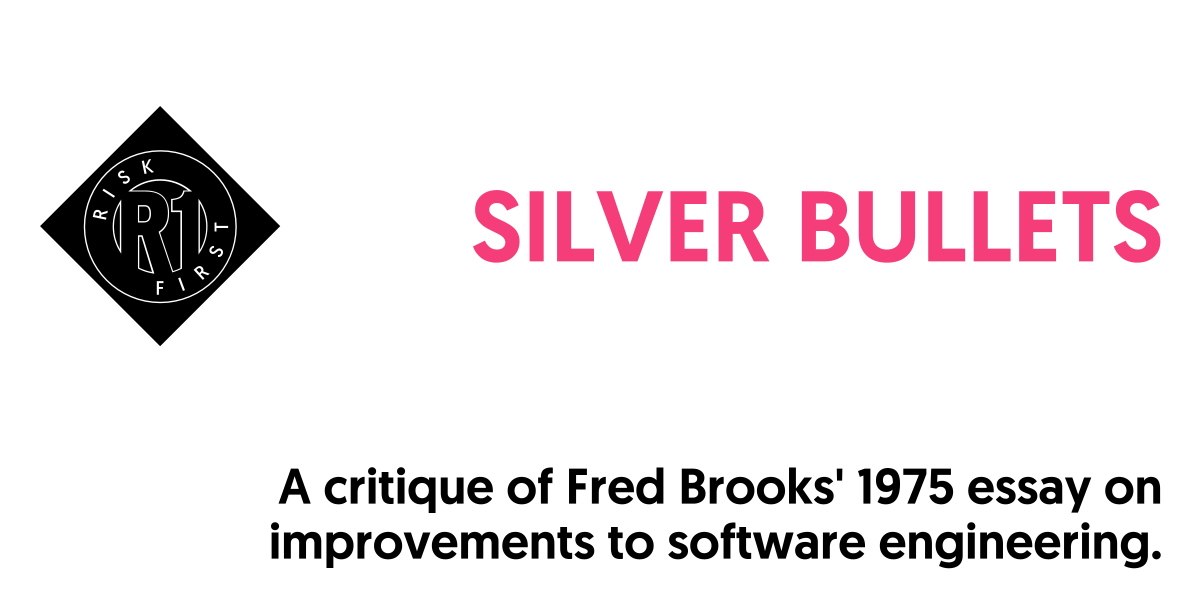 RISK
R1
FIRST
SILVER BULLETS
A critique of Fred Brooks' 1975 essay on
improvements to software engineering.